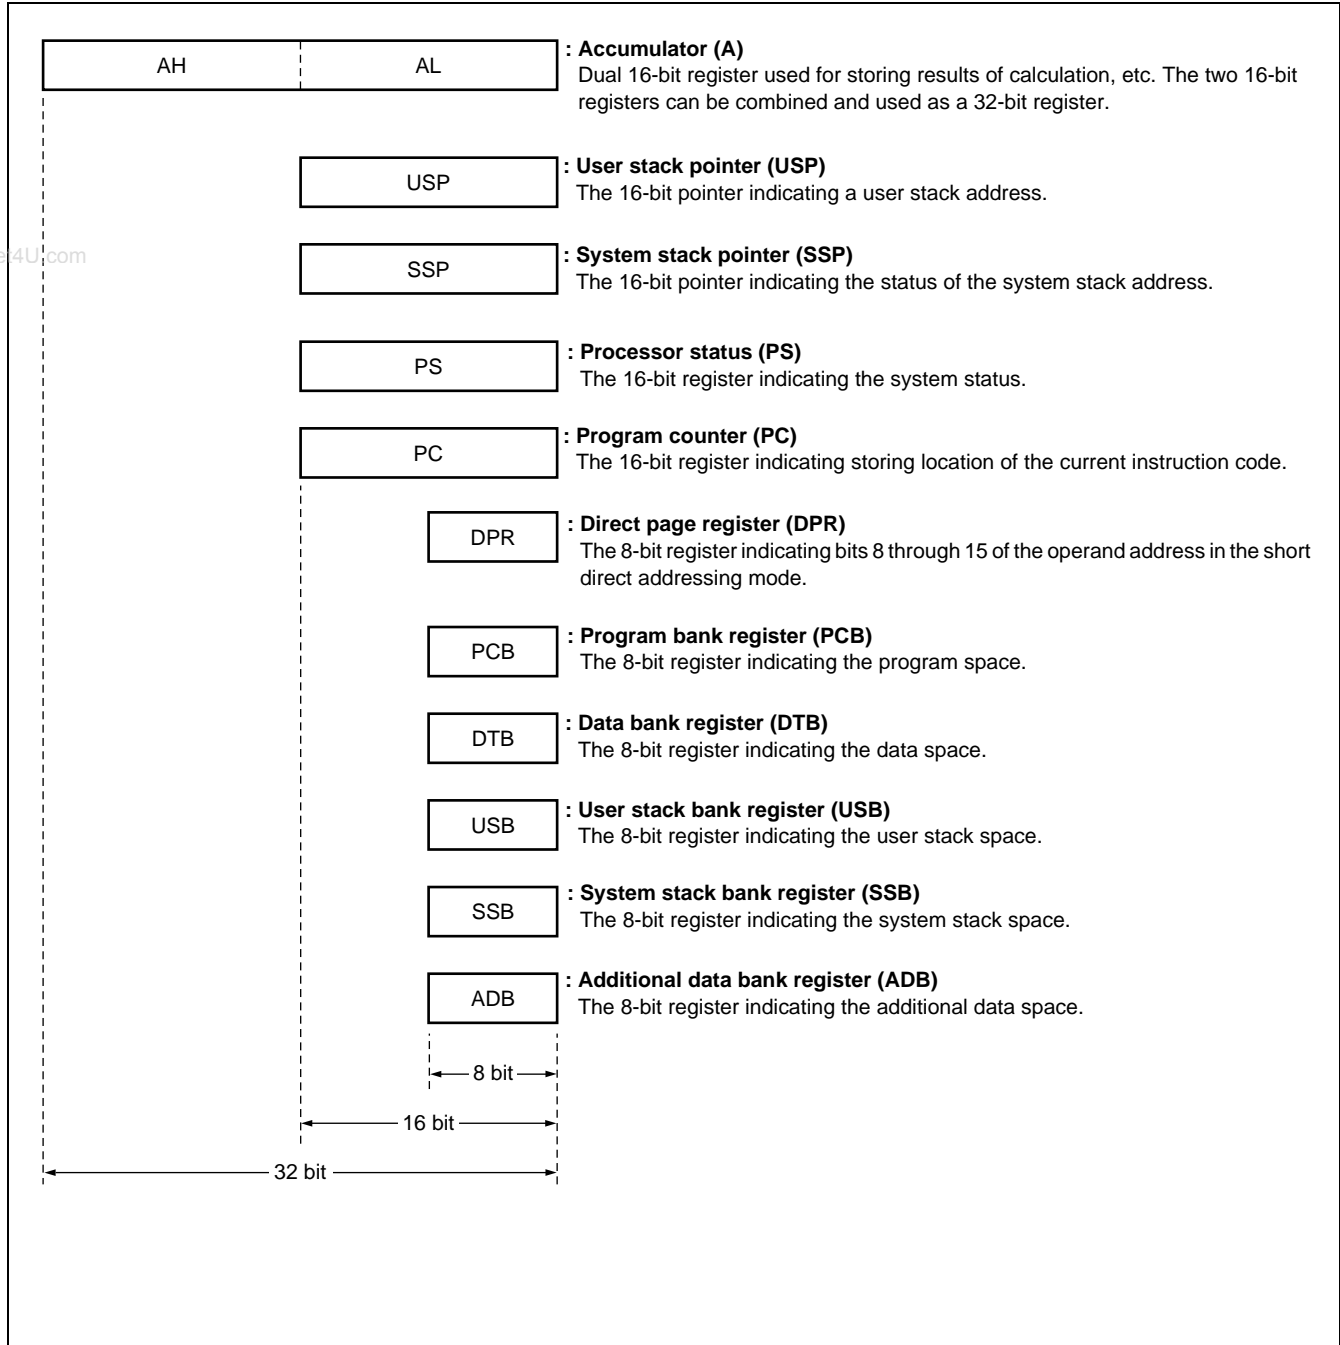 : Accumulator (A)
AH
AL
Dual 16-bit register used for storing results of calculation, etc. The two 16-bit
registers can be combined and used as a 32-bit register.
: User stack pointer (USP)
USP
The 16-bit pointer indicating a user stack address.
et4U.com
: System stack pointer (SSP)
SSP
The 16-bit pointer indicating the status of the system stack address.
: Processor status (PS)
PS
The 16-bit register indicating the system status.
: Program counter (PC)
PC
The 16-bit register indicating storing location of the current instruction code.
: Direct page register (DPR)
DPR
The 8-bit register indicating bits 8 through 15 of the operand address in the short
direct addressing mode.
: Program bank register (PCB)
PCB
The 8-bit register indicating the program space.
: Data bank register (DTB)
DTB
The 8-bit register indicating the data space.
: User stack bank register (USB)
USB
The 8-bit register indicating the user stack space.
: System stack bank register (SSB)
SSB
The 8-bit register indicating the system stack space.
: Additional data bank register (ADB)
ADB
The 8-bit register indicating the additional data space.
8 bit
16 bit
32 bit